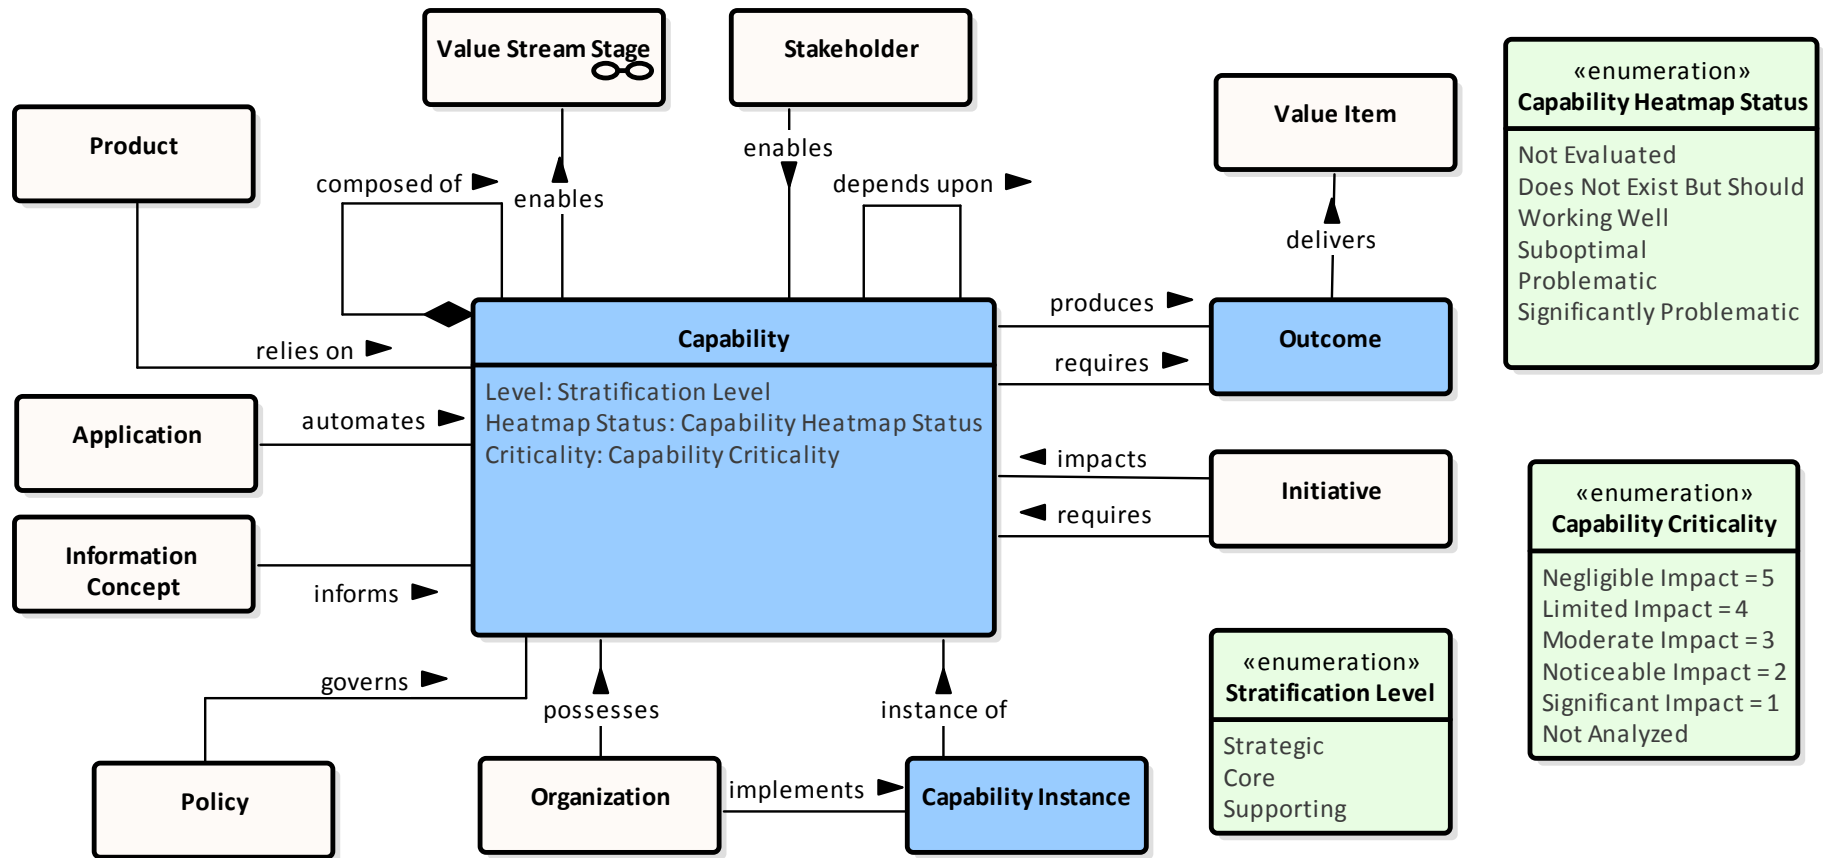 Value Stream Stage
Stakeholder
«enumeration»
Capability Heatmap Status
Not Evaluated
Does Not Exist But Should
Working Well
Suboptimal
Problematic
Significantly Problematic
Product
Value Item
composed of
enables
enables
depends upon
delivers
relies on
Capability
Level: Stratification Level
Heatmap Status: Capability Heatmap Status
Criticality: Capability Criticality
produces
requires
Outcome
Application
automates
impacts
requires
Initiative
«enumeration»
Capability Criticality
Negligible Impact = 5
Limited Impact = 4
Moderate Impact = 3
Noticeable Impact = 2
Significant Impact = 1
Not Analyzed
Information
Concept
informs
governs
possesses
instance of
«enumeration»
Stratification Level
Strategic
Core
Supporting
Policy
Organization
implements
Capability Instance